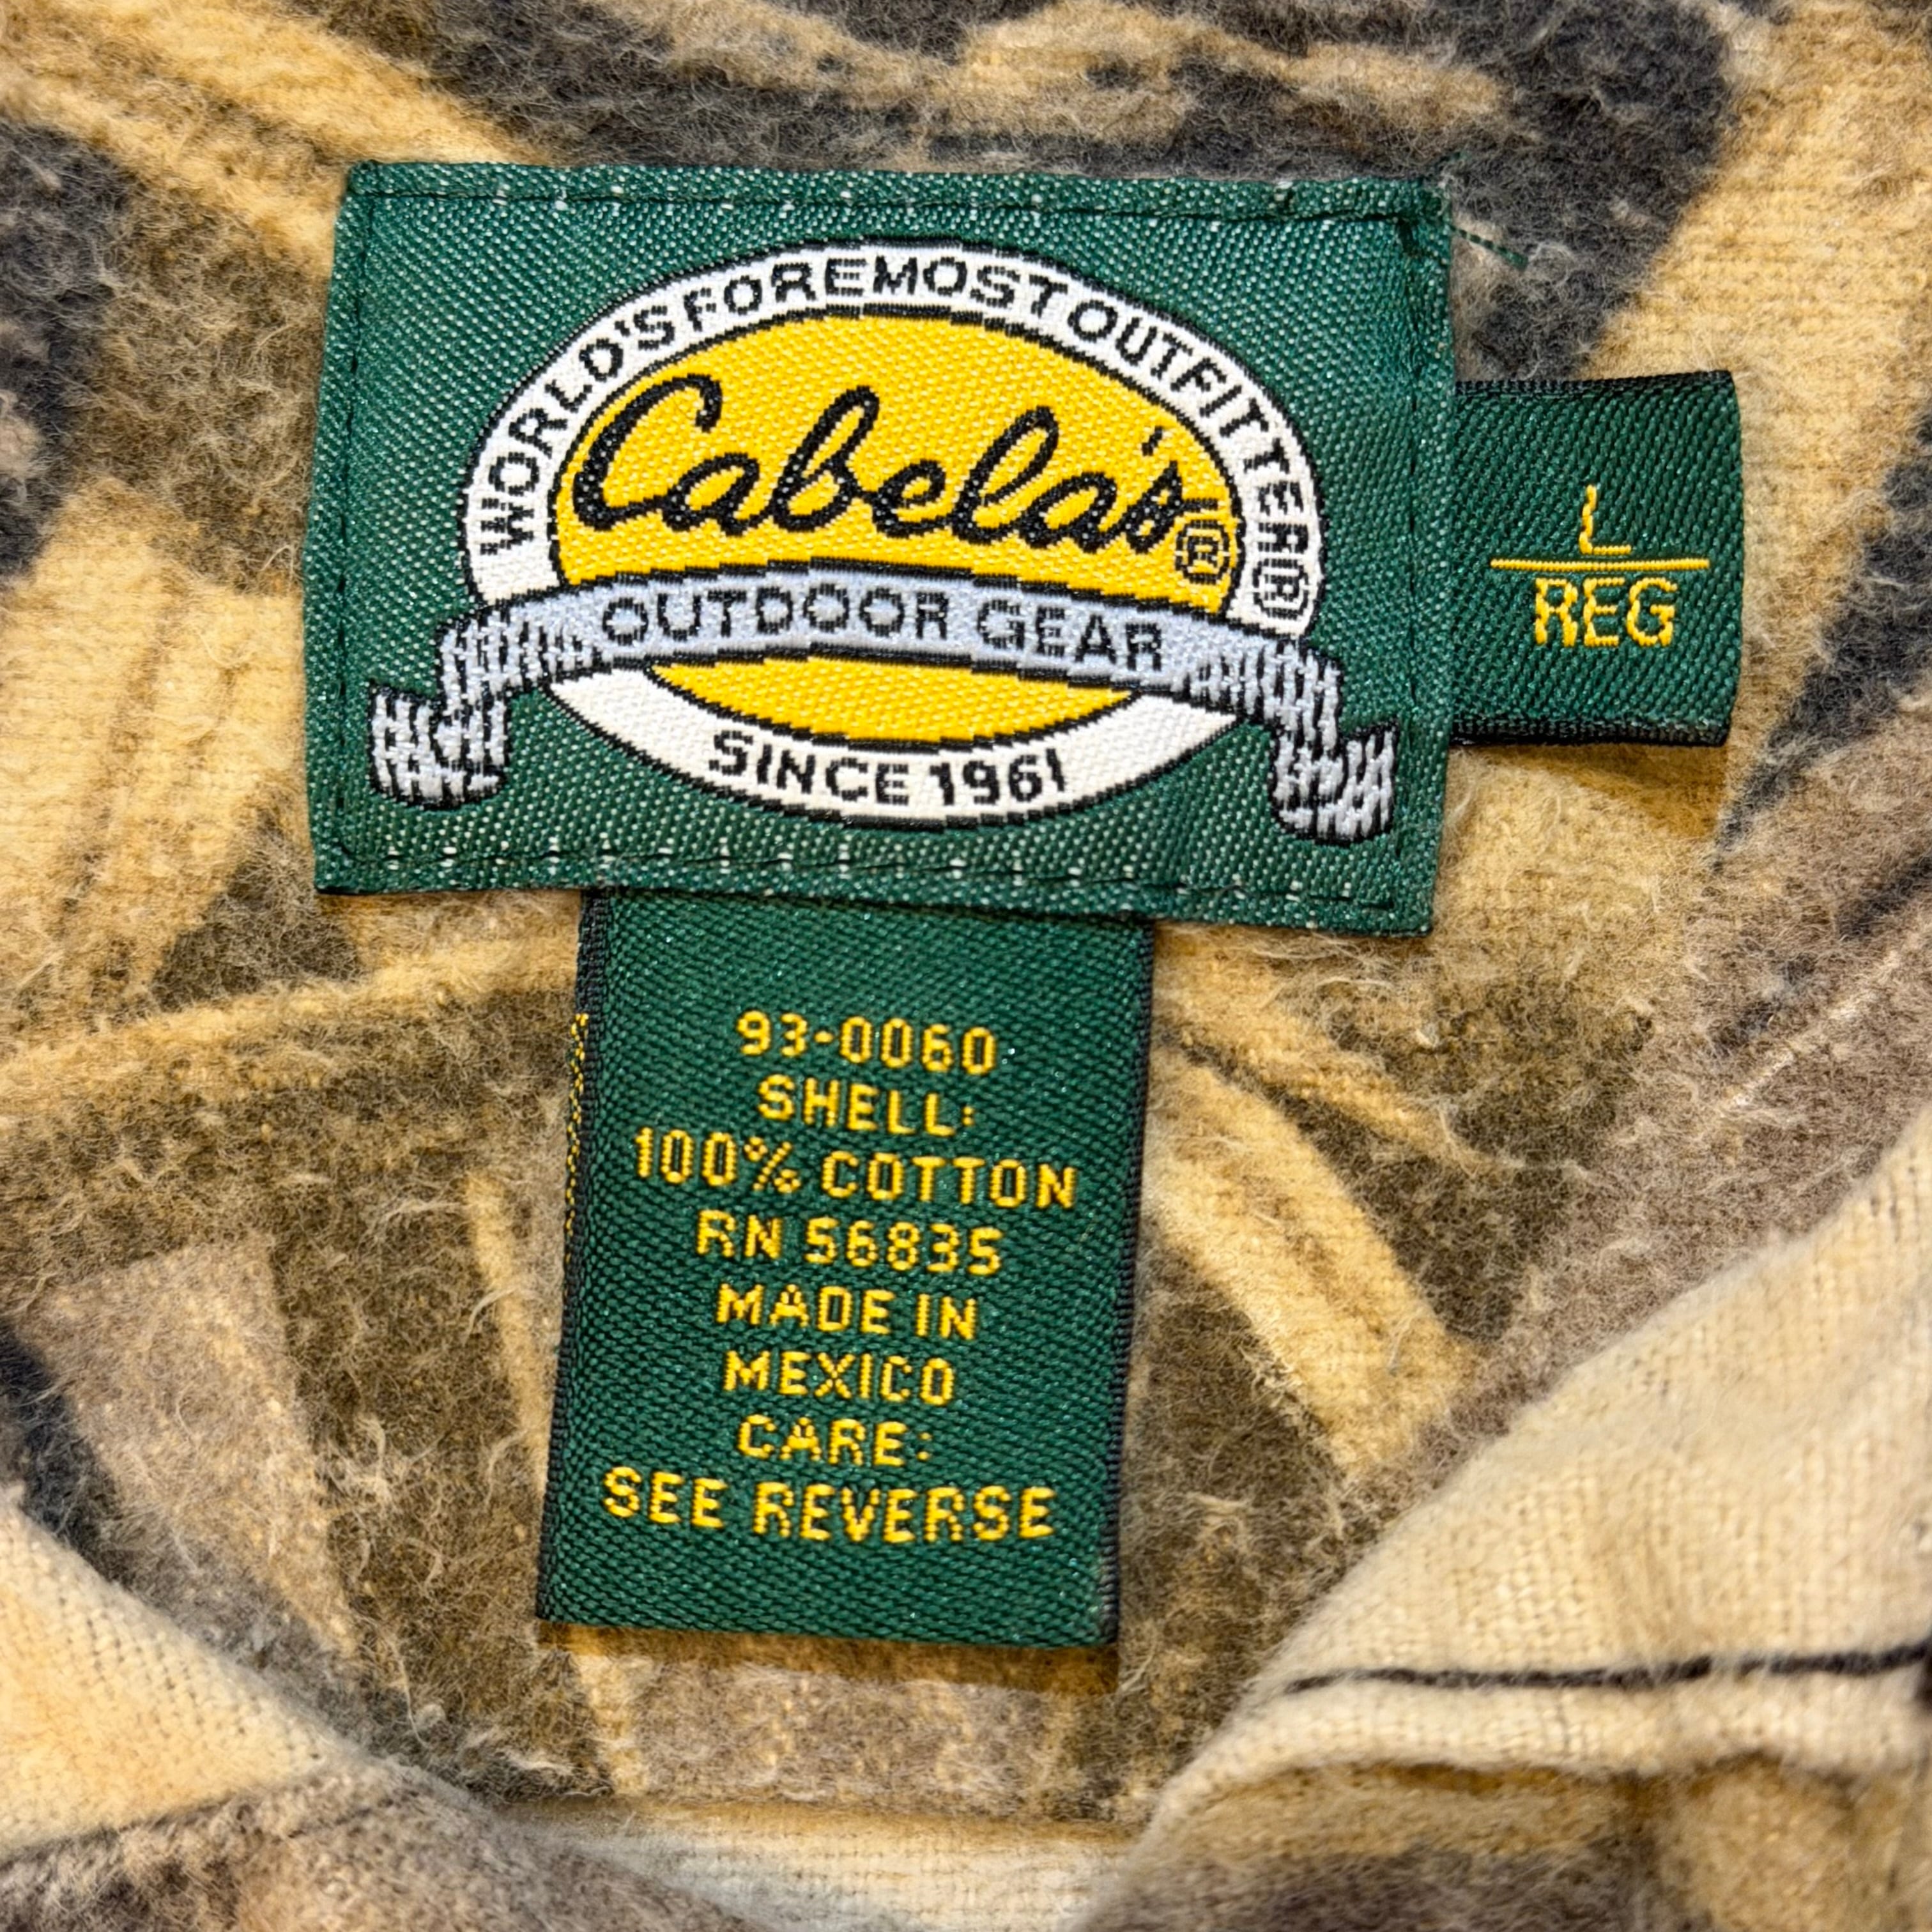 WORLD'S FOREMOST OUTFITTER®
Cabela's®
OUTDOOR GEAR
SINCE 1961
L
REG
93-0060
SHELL:
100% COTTON
RN 56835
MADE IN
MEXICO
CARE:
SEE REVERSE